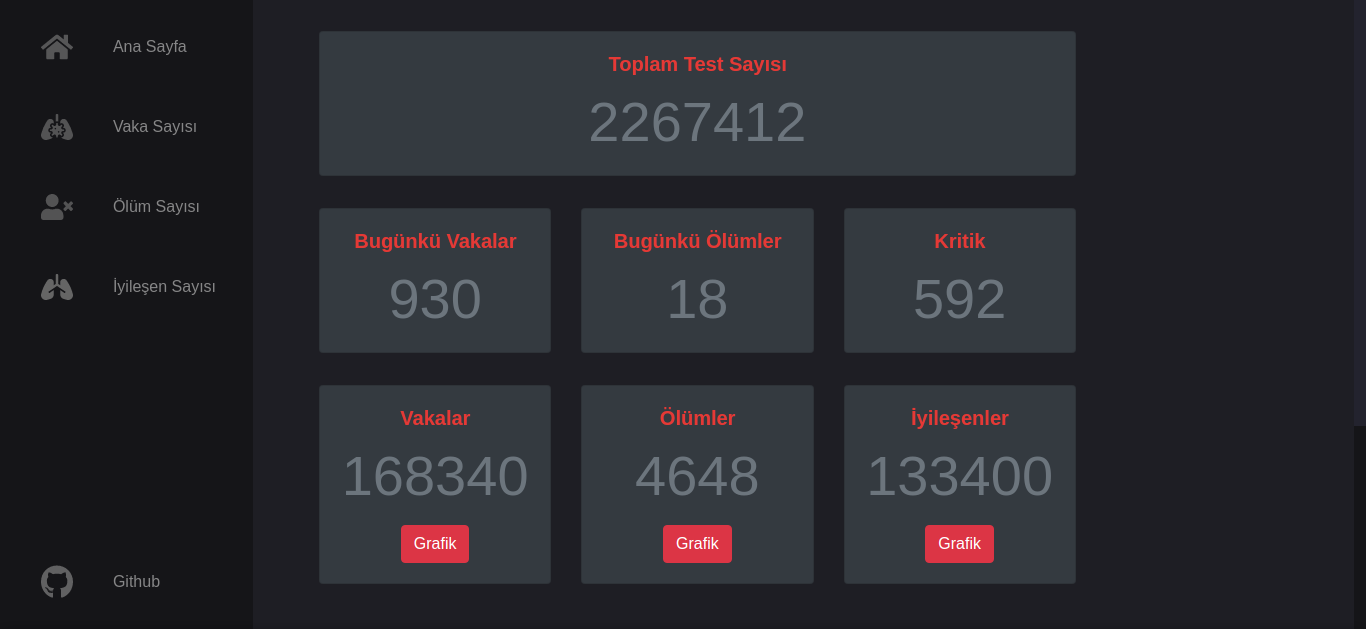 Ana Sayfa
Vaka Sayısı
Ölüm Sayısı
İyileşen Sayısı
Github
Toplam Test Sayısı
2267412
Bugünkü Vakalar
930
Bugünkü Ölümler
18
Kritik
592
Vakalar
168340
Grafik
Ölümler
4648
Grafik
İyileşenler
133400
Grafik